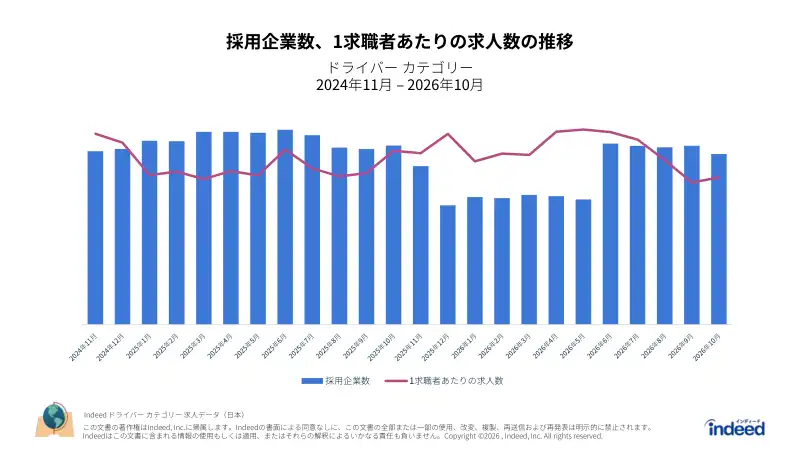 採用企業数、1求職者あたりの求人数の推移
ドライバー カテゴリー
2024年11月 – 2026年10月
2024年11月
2024年12月
2025年1月
2025年2月
2025年3月
2025年4月
2025年5月
2025年6月
2025年7月
2025年8月
2025年9月
2025年10月
2025年11月
2025年12月
2026年1月
2026年2月
2026年3月
2026年4月
2026年5月
2026年6月
2026年7月
2026年8月
2026年9月
2026年10月
採用企業数 1求職者あたりの求人数
Indeed ドライバー カテゴリー 求人データ（日本）
この文書の著作権はIndeed, Inc.に帰属します。Indeedの書面による同意なしに、この文書の全部または一部の使用、改変、複製、再送信および再発表は明示的に禁止されます。
Indeedはこの文書に含まれる情報の使用もしくは適用、またはそれらの解釈によるいかなる責任も負いません。Copyright ©2026 , Indeed, Inc. All rights reserved.
インディード
indeed